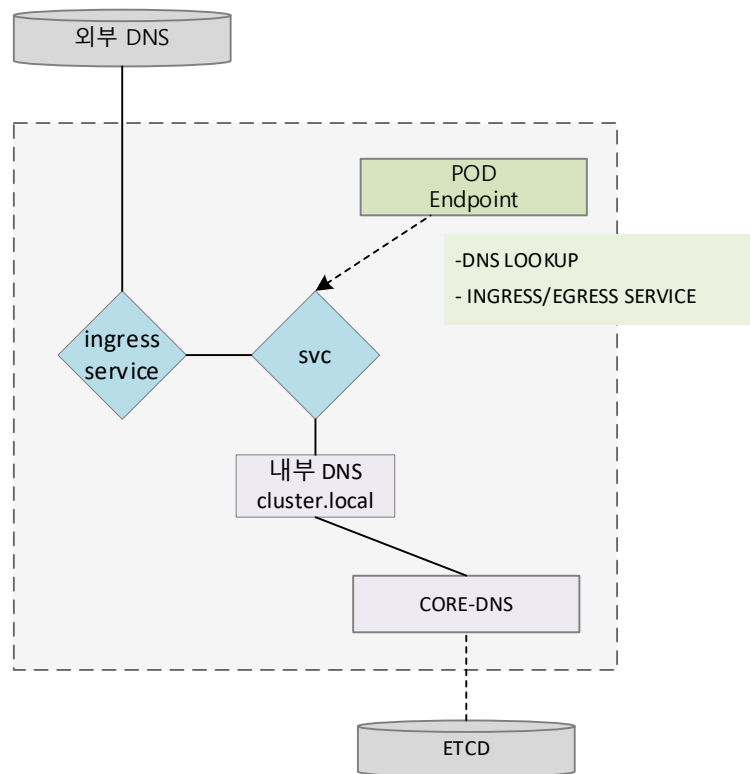 외부 DNS
POD
Endpoint
-DNS LOOKUP
- INGRESS/EGRESS SERVICE
ingress
service
svc
내부 DNS
cluster.local
CORE-DNS
ETCD